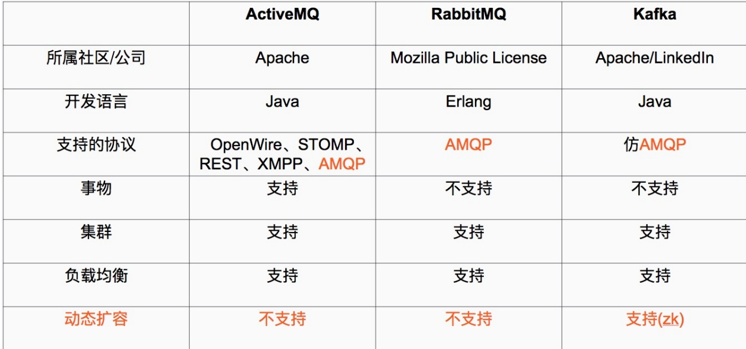 ActiveMQ RabbitMQ Kafka
所属社区/公司 Apache Mozilla Public License Apache/LinkedIn
开发语言 Java Erlang Java
支持的协议 OpenWire、STOMP、 AMQP 仿AMQP
REST、XMPP、AMQP
事物 支持 不支持 不支持
集群 支持 支持 支持
负载均衡 支持 支持 支持
动态扩容 不支持 不支持 支持(zk)